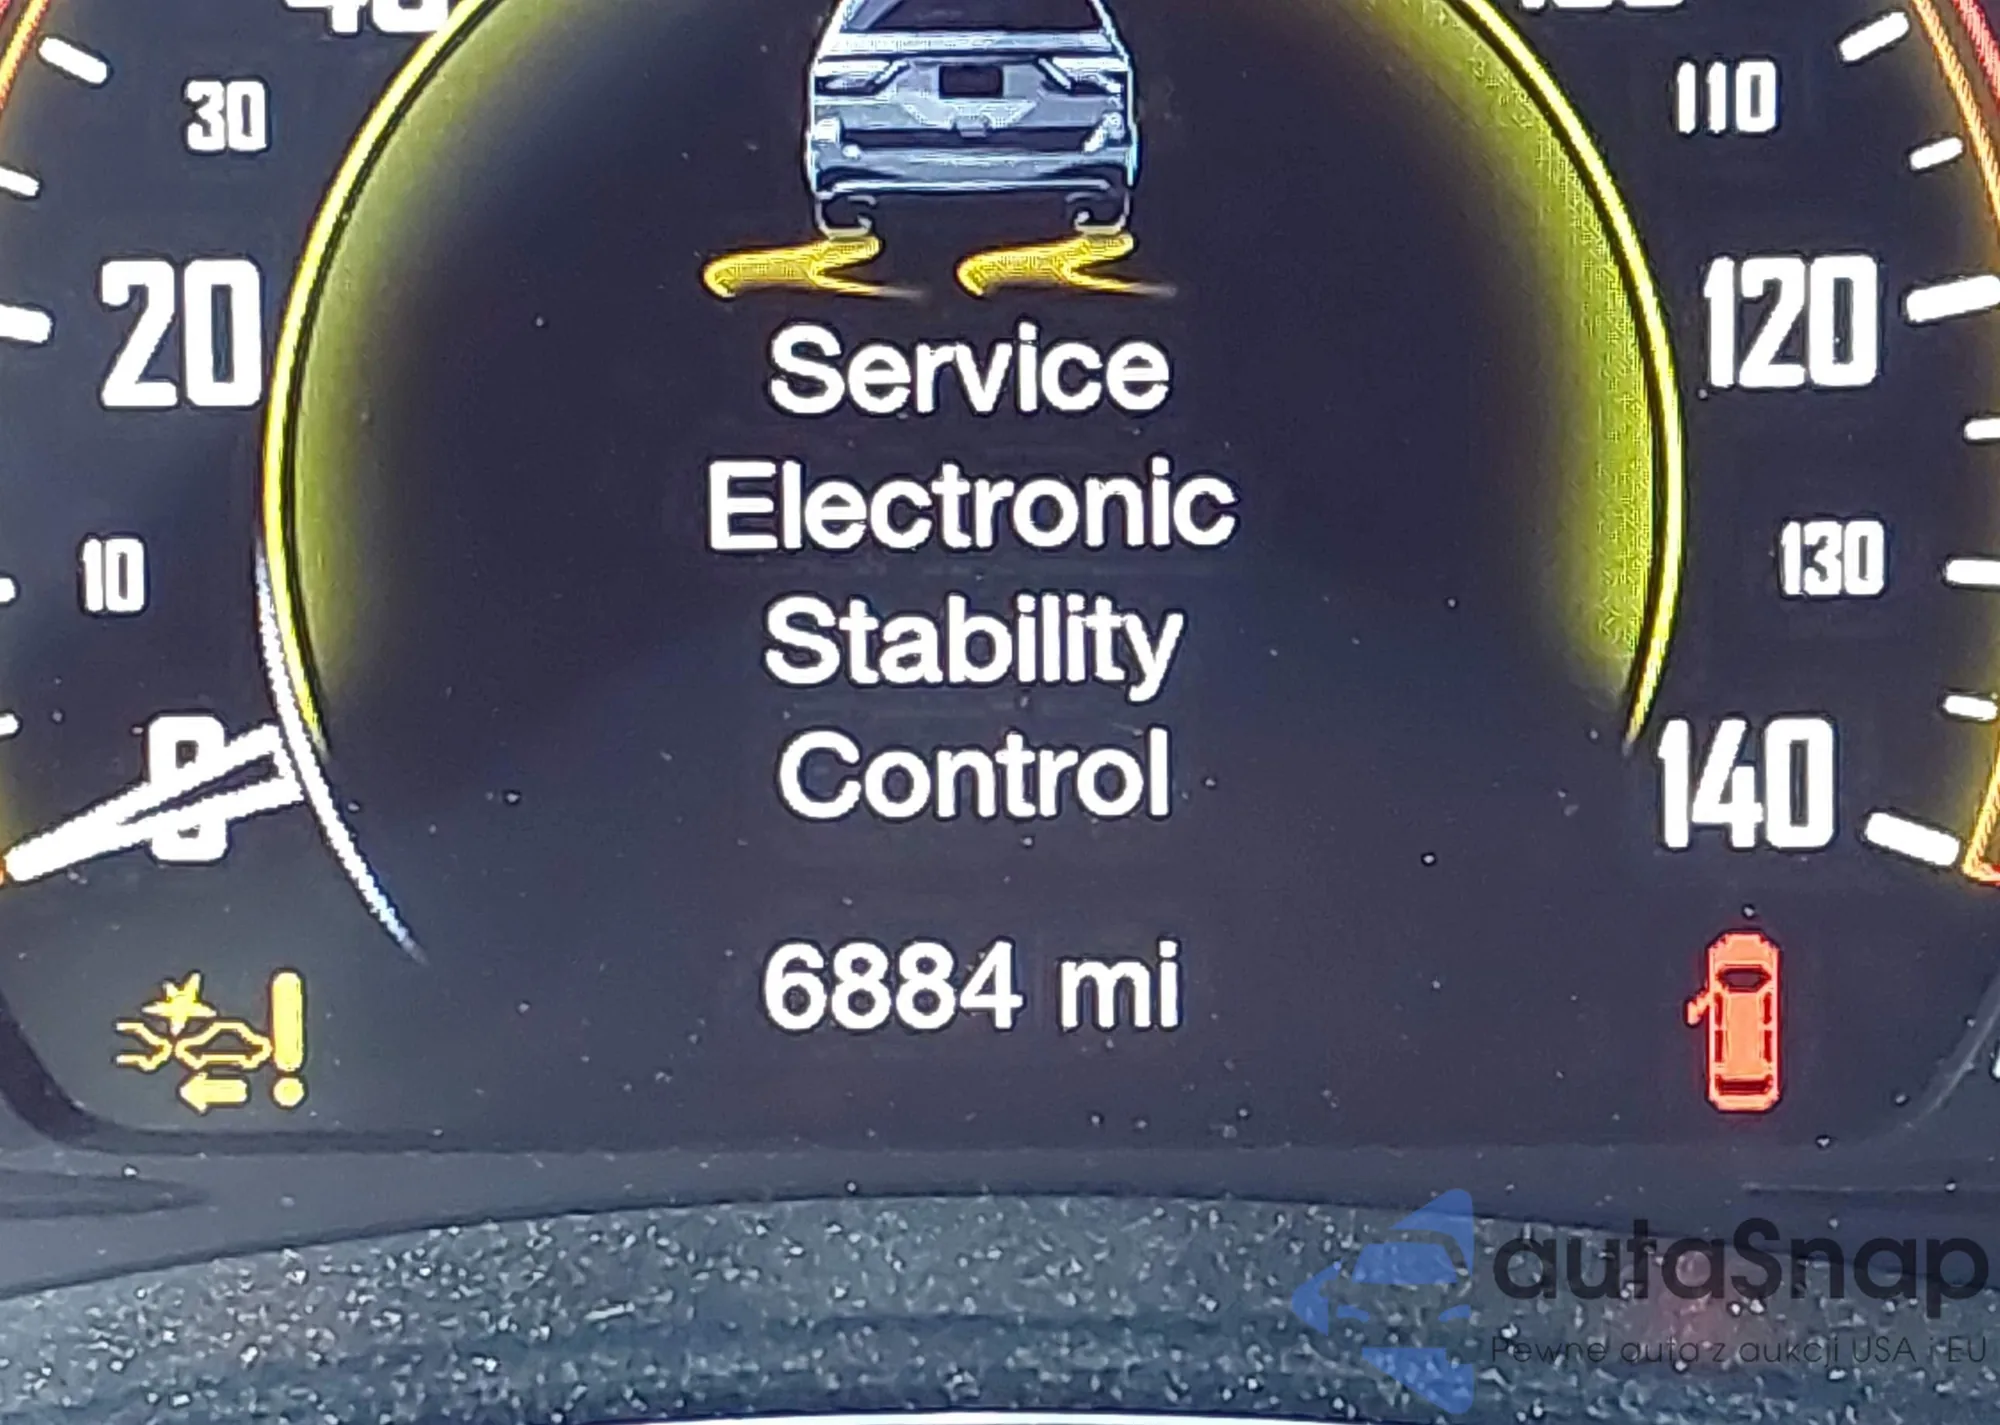 30
110
20
120
Service
Electronic
Stability
Control
10
130
0
140
6884 mi
autaSnap
Pewne auta z aukcji USA i EU